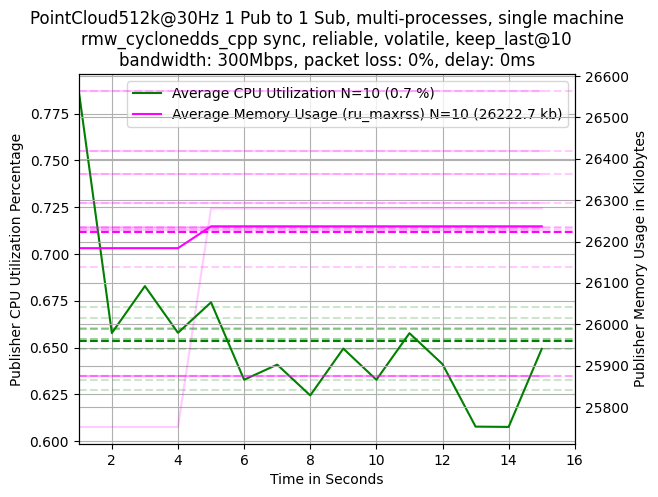 PointCloud512k@30Hz 1 Pub to 1 Sub, multi-processes, single machine
rmw_cyclonedds_cpp sync, reliable, volatile, keep_last@10
bandwidth: 300Mbps, packet loss: 0%, delay: 0ms
Average CPU Utilization N=10 (0.7 %)
Average Memory Usage (ru_maxrss) N=10 (26222.7 kb)
Publisher CPU Utilization Percentage
0.775
0.750
0.725
0.700
0.675
0.650
0.625
0.600
26600
26500
26400
26300
26200
26100
26000
25900
25800
Publisher Memory Usage in Kilobytes
2 4 6 8 10 12 14 16
Time in Seconds